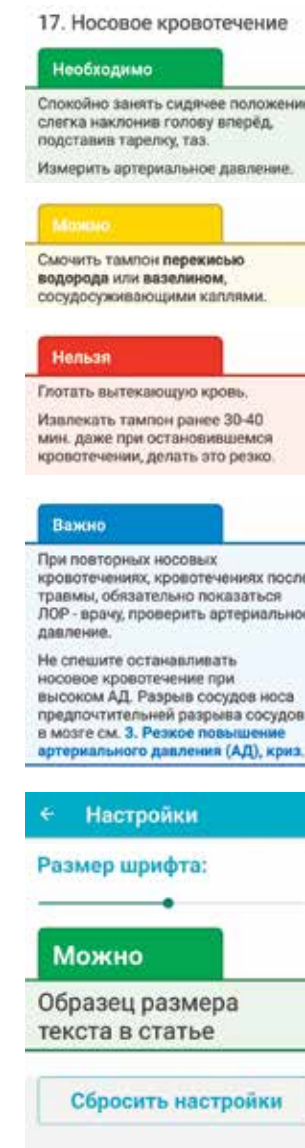 17. Носовое кровотечение
Необходимо
Спокойно занять сидячее положение
слегка наклонив голову вперёд,
подставив тарелку, таз.
Измерить артериальное давление.
Можно
Смочить тампон перекисью
водорода или вазелином,
сосудосуживающими каплями.
Нельзя
Глотать вытекающую кровь.
Извлекать тампон ранее 30-40
мин. даже при остановившемся
кровотечении, делать это резко.
Важно
При повторных носовых
кровотечениях, кровотечениях после
травмы, обязательно показаться
ЛОР - врачу, проверить артериальное
давление.
Не спешите останавливать
носовое кровотечение при
высоком АД. Разрыв сосудов носа
предпочтительней разрыва сосудов
в мозге см. 3. Резкое повышение
артериального давления (АД), криз.
← Настройки
Размер шрифта:
Можно
Образец размера
текста в статье
Сбросить настройки